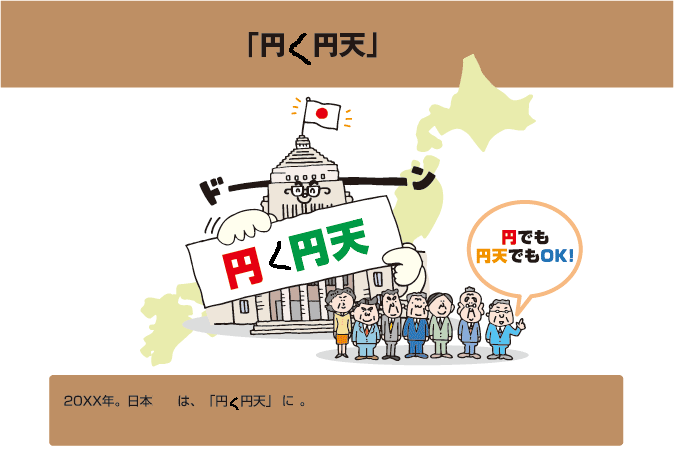 「円く円天」
ドーン
円く円天
円でも
円天でもOK!
20XX年。日本　　は、「円く円天」 に 。